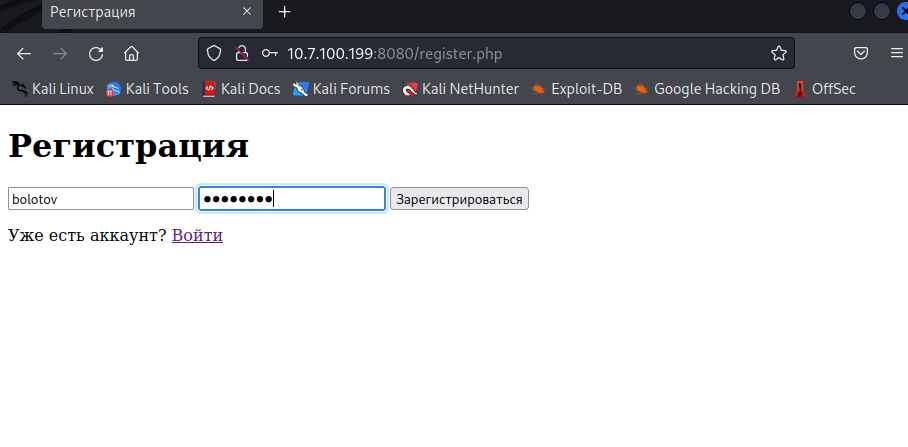 Регистрация
10.7.100.199:8080/register.php
Kali Linux Kali Tools Kali Docs Kali Forums Kali NetHunter Exploit-DB Google Hacking DB OffSec
Регистрация
bolotov ●●●●●●●● Зарегистрироваться
Уже есть аккаунт? Войти